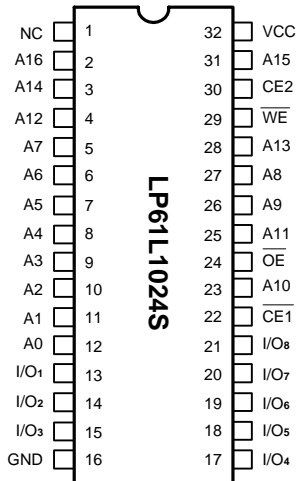 NC 1 32 VCC
A16 2 31 A15
A14 3 30 CE2
A12 4 29 W̅E̅
A7 5 28 A13
A6 6 27 A8
A5 7 26 A9
A4 8 25 A11
A3 9 24 O̅E̅
A2 10 23 A10
A1 11 22 C̅E̅1̅
A0 12 21 I/O₈
I/O₁ 13 20 I/O₇
I/O₂ 14 19 I/O₆
I/O₃ 15 18 I/O₅
GND 16 17 I/O₄
LP61L1024S